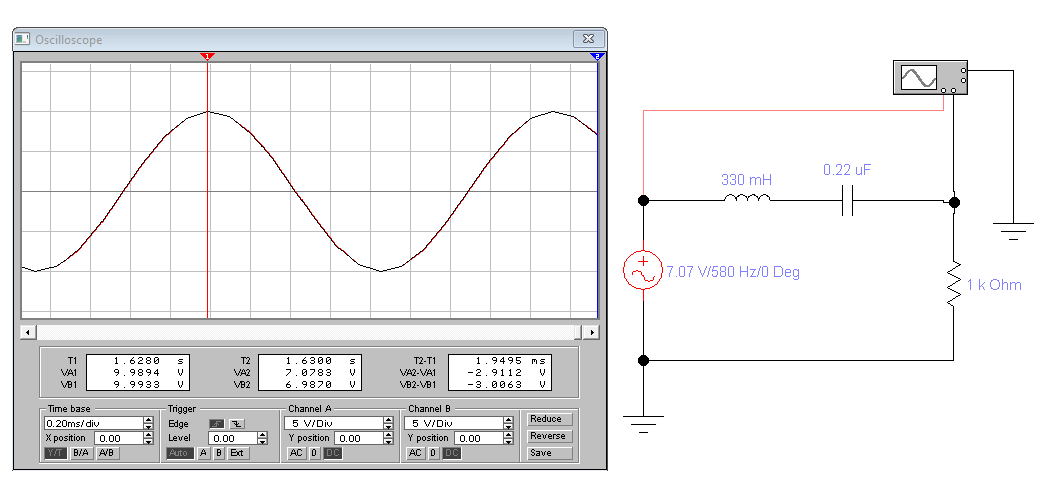 Oscilloscope
1 2
T1 1.6280 s T2 1.6300 s T2-T1 1.9495 ms
VA1 9.9894 V VA2 7.0783 V VA2-VA1 -2.9112 V
VB1 9.9933 V VB2 6.9870 V VB2-VB1 -3.0063 V
Time base Trigger Channel A Channel B Reduce
0.20ms/div Edge 5 V/Div 5 V/Div
X position 0.00 Level 0.00 Y position 0.00 Y position 0.00 Reverse
Y/T B/A A/B Auto A B Ext AC 0 DC AC 0 DC Save
330 mH
0.22 uF
+
7.07 V/580 Hz/0 Deg
1 k Ohm